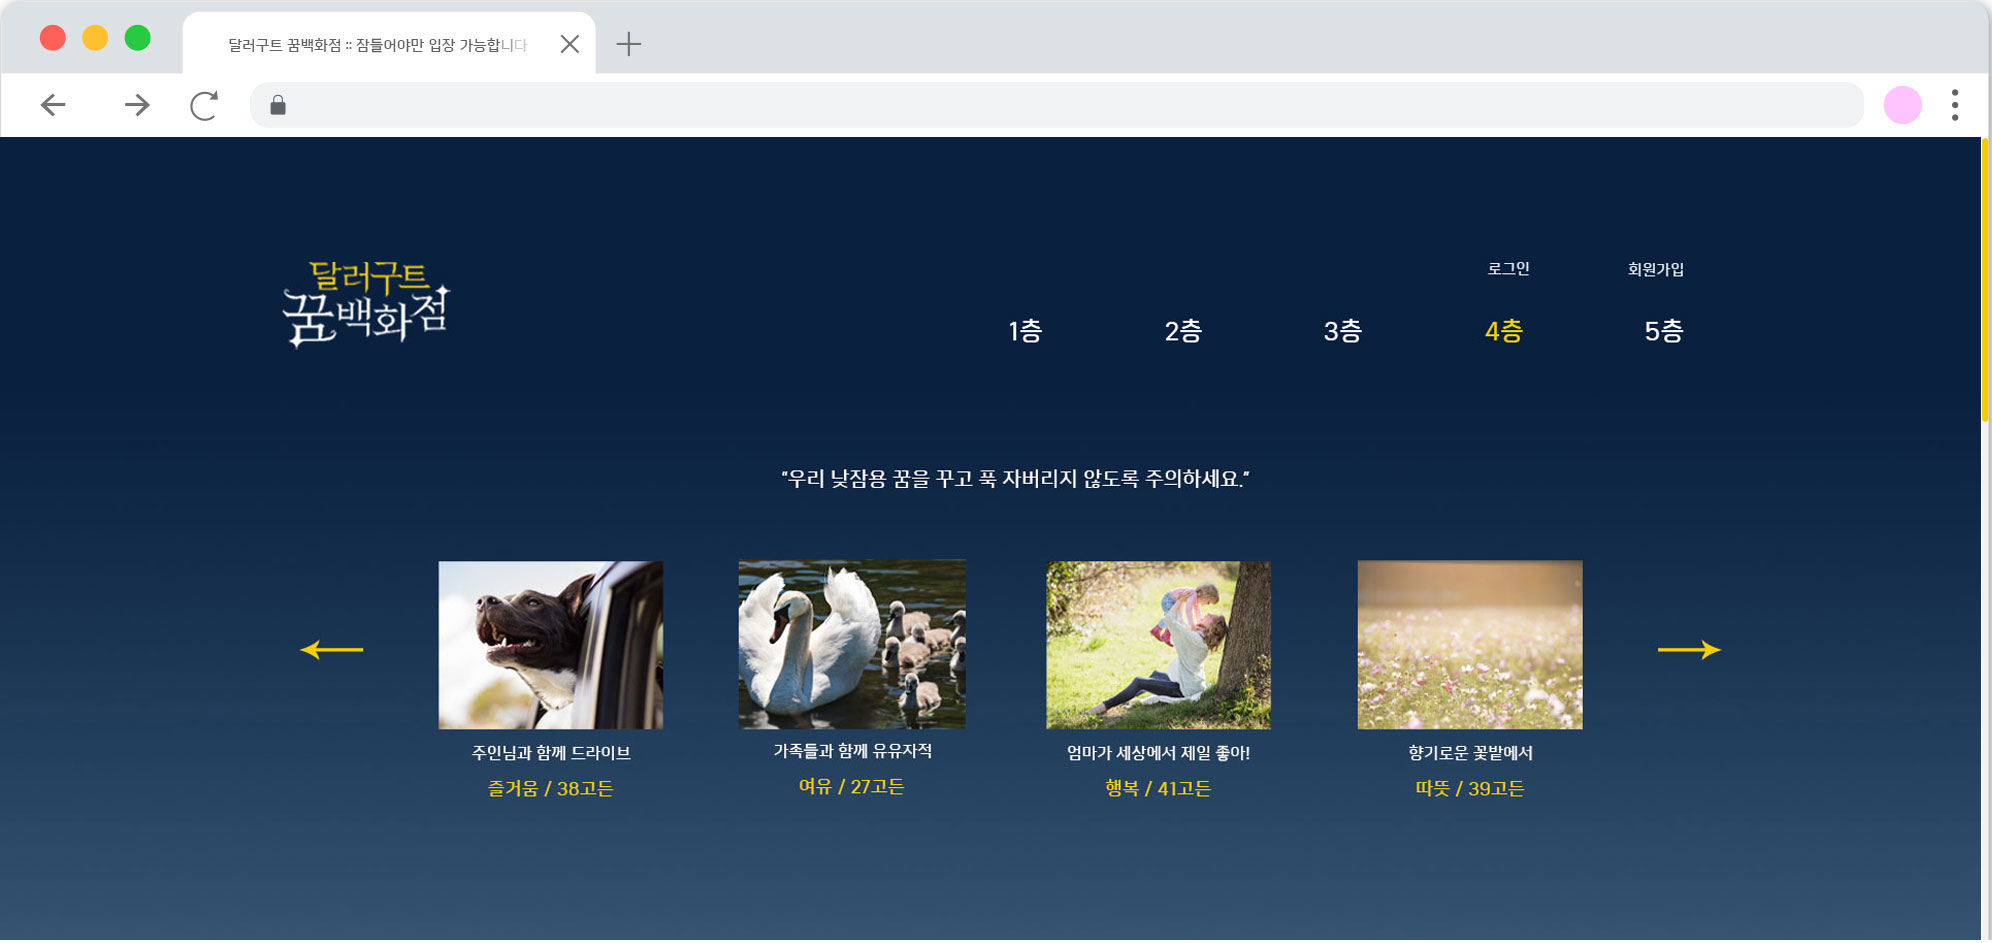 달러구트 꿈백화점 :: 잠들어야만 입장 가능합니다
달러구트
꿈백화점
로그인 회원가입
1층 2층 3층 4층 5층
"우리 낮잠용 꿈을 꾸고 푹 자버리지 않도록 주의하세요."
주인님과 함께 드라이브
즐거움 / 38고든
가족들과 함께 유유자적
여유 / 27고든
엄마가 세상에서 제일 좋아!
행복 / 41고든
향기로운 꽃밭에서
따뜻 / 39고든